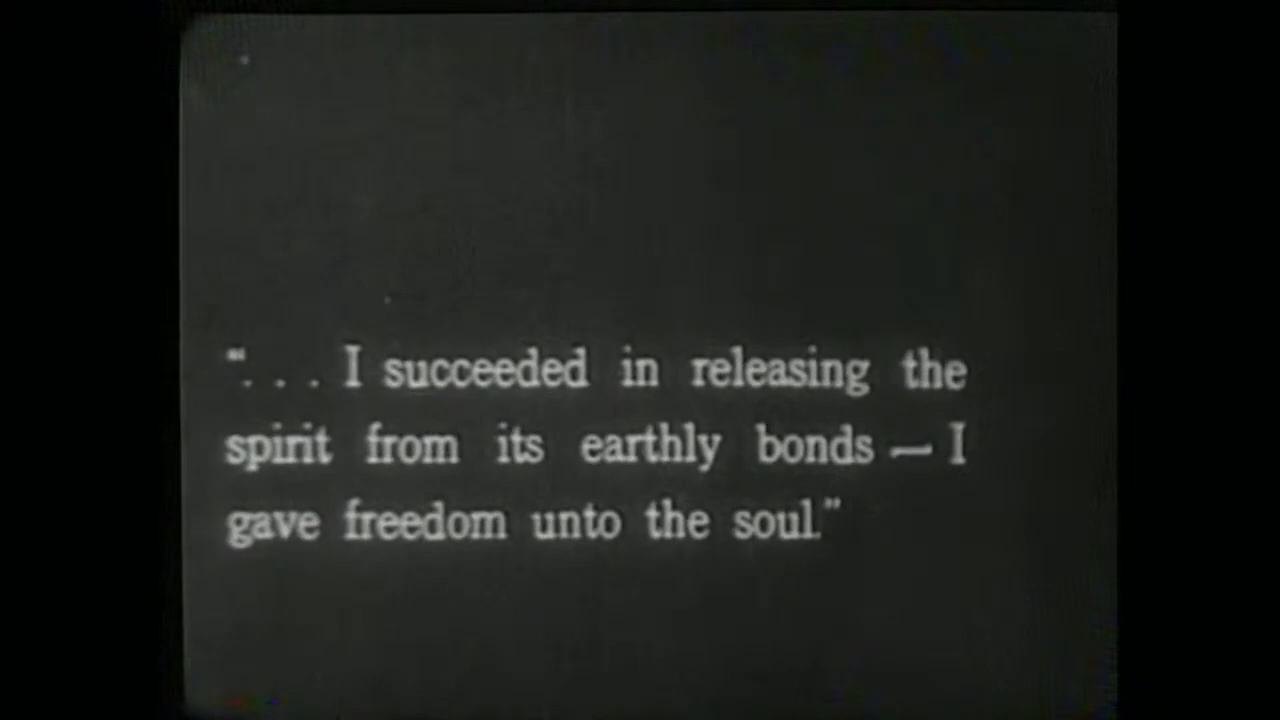 “. . . I succeeded in releasing the
spirit from its earthly bonds — I
gave freedom unto the soul.”